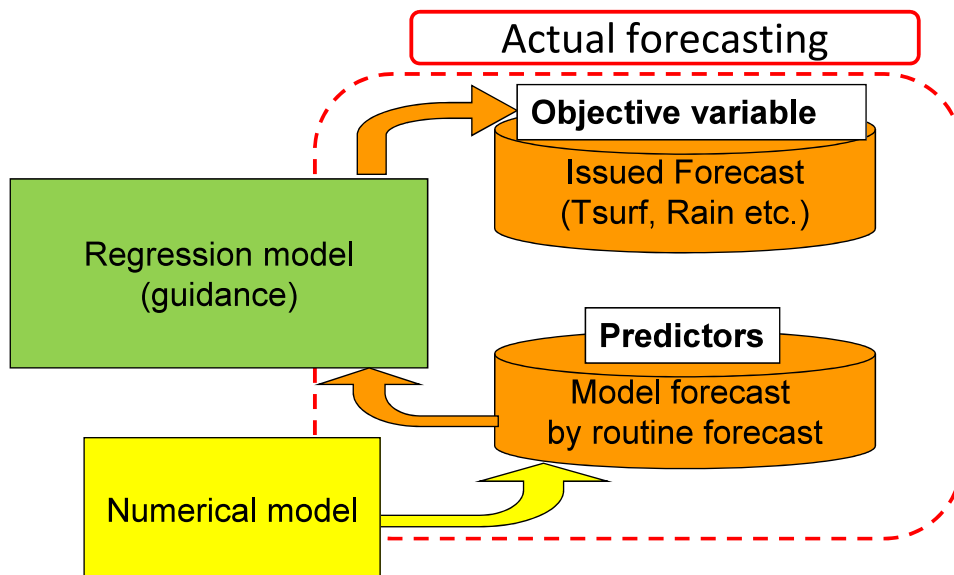 Actual forecasting
Objective variable
Issued Forecast
(Tsurf, Rain etc.)
Regression model
(guidance)
Predictors
Model forecast
by routine forecast
Numerical model